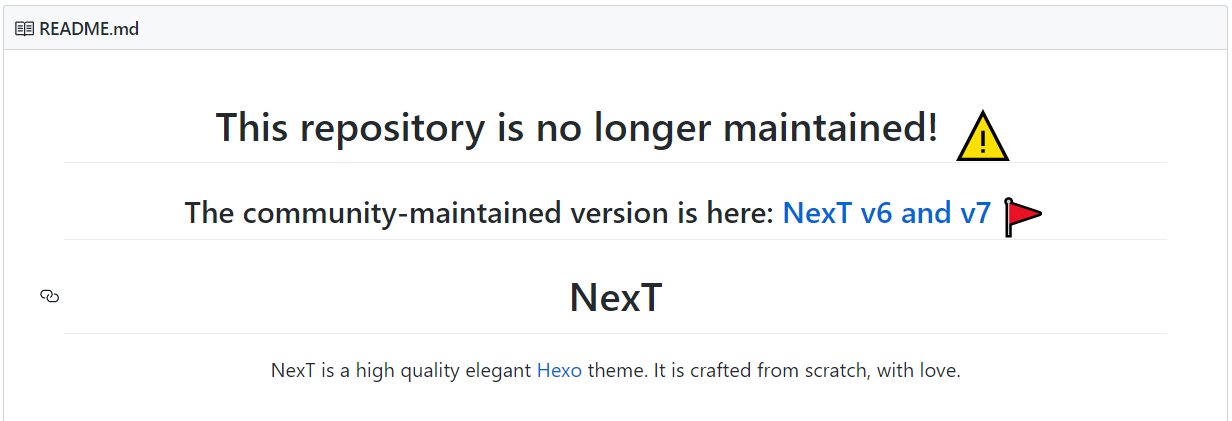 README.md
This repository is no longer maintained!
The community-maintained version is here: NexT v6 and v7
NexT
NexT is a high quality elegant Hexo theme. It is crafted from scratch, with love.